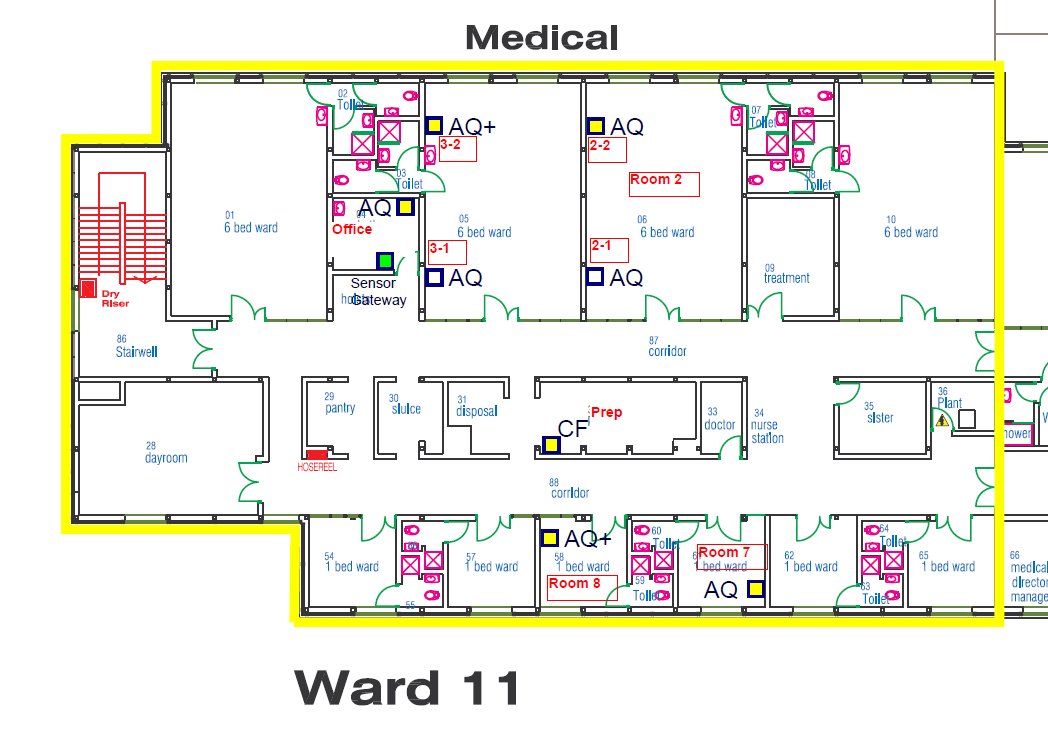 Medical
02
Toilet
07
Toilet
AQ+
AQ
3-2
2-2
03
Toilet
08
Toilet
Room 2
AQ
Office
01
6 bed ward
05
6 bed ward
06
6 bed ward
10
6 bed ward
3-1
2-1
AQ
AQ
09
treatment
Sensor
Gateway
Dry
Riser
86
Stairwell
87
corridor
29
pantry
30
sluice
31
disposal
Prep
CF
33
doctor
34
nurse
station
35
sister
36
Plant
28
dayroom
HOSEREEL
88
corridor
54
1 bed ward
55
57
1 bed ward
AQ+
58
1 bed ward
Room 8
60
Toilet
59
Toilet
Room 7
1 bed ward
AQ
62
1 bed ward
64
Toilet
63
Toilet
65
1 bed ward
66
medical
Ward 11